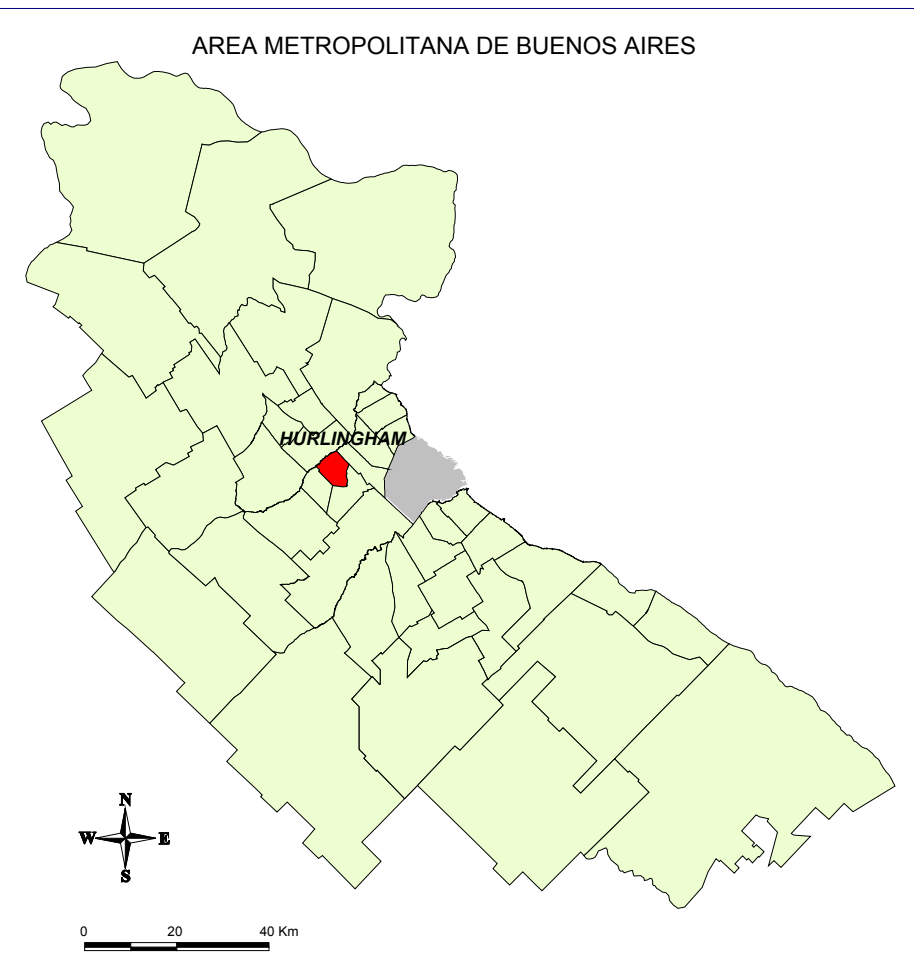 AREA METROPOLITANA DE BUENOS AIRES
HURLINGHAM
N
W E
S
0 20 40 Km